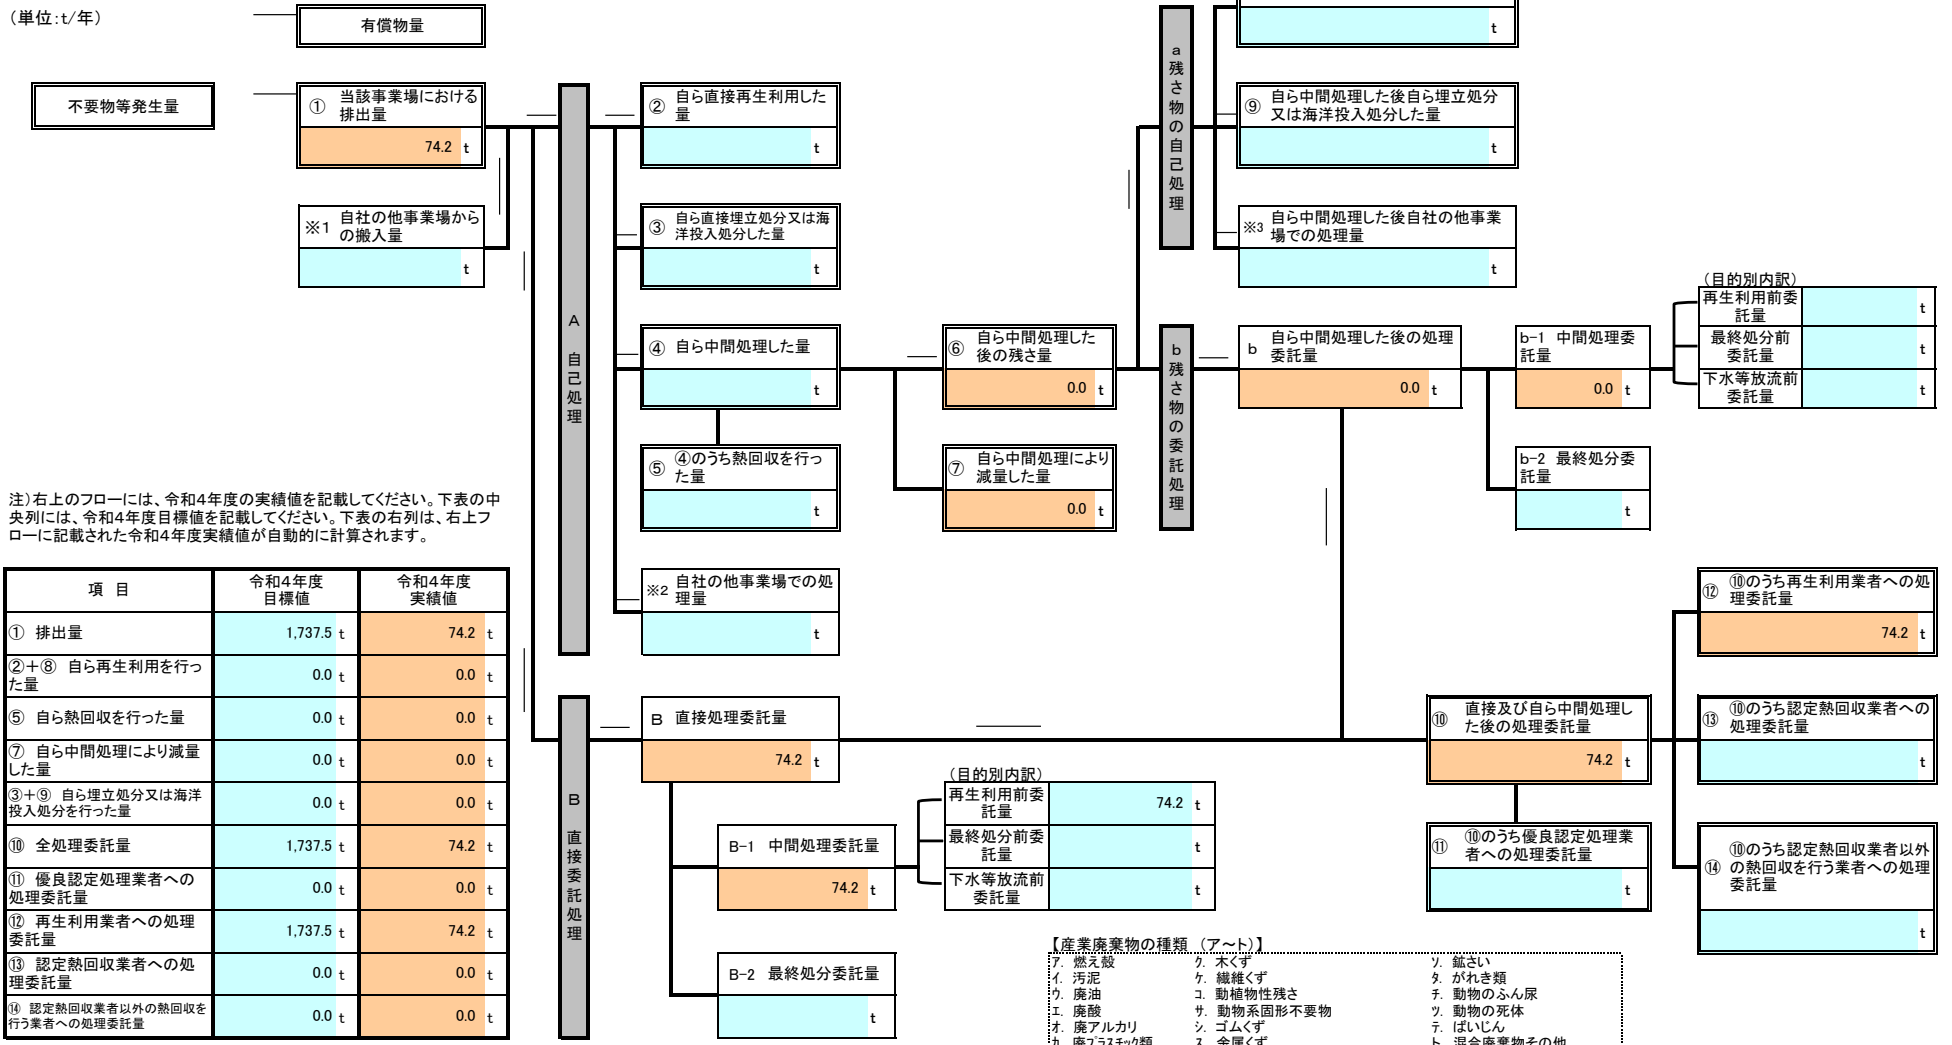 （単位：t/年）
有償物量
t
不要物等発生量
① 当該事業場における
排出量
74.2 t
② 自ら直接再生利用した
量
t
⑨ 自ら中間処理した後自ら埋立処分
又は海洋投入処分した量
t
a 残さ物の自己処理
※1 自社の他事業場から
の搬入量
t
③ 自ら直接埋立処分又は海
洋投入処分した量
t
※3 自ら中間処理した後自社の他事業
場での処理量
t
A 自己処理
④ 自ら中間処理した量
t
⑥ 自ら中間処理した
後の残さ量
0.0 t
b 残さ物の委託処理
b 自ら中間処理した後の処理
委託量
0.0 t
b-1 中間処理委
託量
0.0 t
（目的別内訳）
再生利用前委
託量
t
最終処分前
委託量
t
下水等放流前
委託量
t
⑤ ④のうち熱回収を行っ
た量
t
⑦ 自ら中間処理により
減量した量
0.0 t
b-2 最終処分委
託量
t
注）右上のフローには、令和４年度の実績値を記載してください。下表の中
央列には、令和４年度目標値を記載してください。下表の右列は、右上フ
ローに記載された令和４年度実績値が自動的に計算されます。
※2 自社の他事業場での処
理量
t
⑫ ⑩のうち再生利用業者への処
理委託量
74.2 t
項 目
令和４年度
目標値
令和４年度
実績値
① 排出量 1,737.5 t 74.2 t
②＋⑧ 自ら再生利用を行っ
た量 0.0 t 0.0 t
⑤ 自ら熱回収を行った量 0.0 t 0.0 t
⑦ 自ら中間処理により減量
した量 0.0 t 0.0 t
③＋⑨ 自ら埋立処分又は海洋
投入処分を行った量 0.0 t 0.0 t
⑩ 全処理委託量 1,737.5 t 74.2 t
⑪ 優良認定処理業者への
処理委託量 0.0 t 0.0 t
⑫ 再生利用業者への処理
委託量 1,737.5 t 74.2 t
⑬ 認定熱回収業者への処
理委託量 0.0 t 0.0 t
⑭ 認定熱回収業者以外の熱回収を
行う業者への処理委託量 0.0 t 0.0 t
B 直接委託処理
B 直接処理委託量
74.2 t
⑩ 直接及び自ら中間処理し
た後の処理委託量
74.2 t
⑬ ⑩のうち認定熱回収業者への
処理委託量
t
B-1 中間処理委託量
74.2 t
（目的別内訳）
再生利用前委
託量
74.2 t
最終処分前委
託量
t
下水等放流前
委託量
t
⑪ ⑩のうち優良認定処理業
者への処理委託量
t
⑭ ⑩のうち認定熱回収業者以外
の熱回収を行う業者への処理
委託量
t
B-2 最終処分委託量
t
【産業廃棄物の種類 （ア～ト）】
ア. 燃え殻 ク. 木くず ソ. 鉱さい
イ. 汚泥 ケ. 繊維くず タ. がれき類
ウ. 廃油 コ. 動植物性残さ チ. 動物のふん尿
エ. 廃酸 サ. 動物系固形不要物 ツ. 動物の死体
オ. 廃アルカリ シ. ゴムくず テ. ばいじん
カ. 廃プラスチック類 ス. 金属くず ト. 混合廃棄物その他